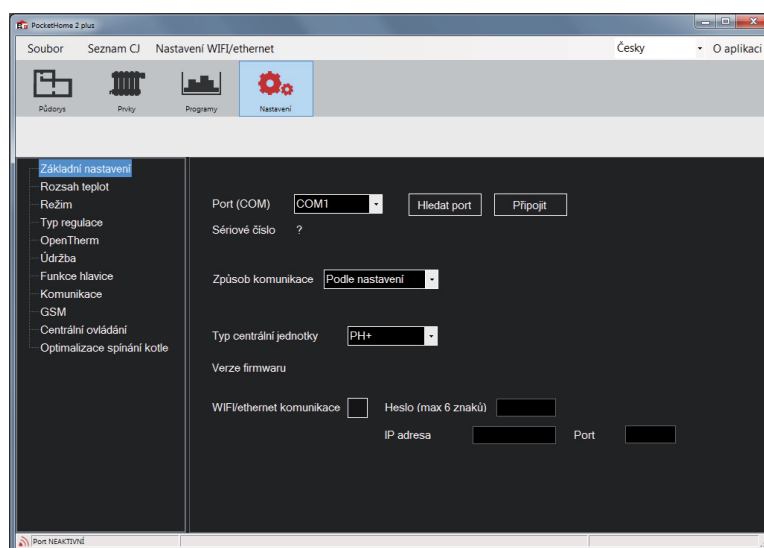 PocketHome 2 plus
Soubor Seznam CJ Nastavení WIFI/ethernet Česky O aplikaci
Půdorys Prvky Programy Nastavení
Základní nastavení
Rozsah teplot
Režim
Typ regulace
OpenTherm
Údržba
Funkce hlavice
Komunikace
GSM
Centrální ovládání
Optimalizace spínání kotle
Port (COM) COM1 Hledat port Připojit
Sériové číslo ?
Způsob komunikace Podle nastavení
Typ centrální jednotky PH+
Verze firmwaru
WIFI/ethernet komunikace Heslo (max 6 znaků)
IP adresa Port
Port NEAKTIVNÍ